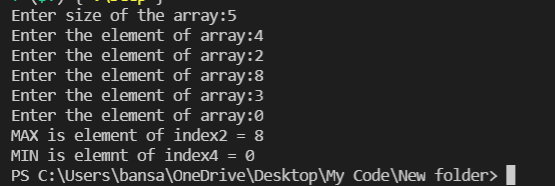 Enter size of the array:5
Enter the element of array:4
Enter the element of array:2
Enter the element of array:8
Enter the element of array:3
Enter the element of array:0
MAX is element of index2 = 8
MIN is elemnt of index4 = 0
PS C:\Users\bansa\OneDrive\Desktop\My Code\New folder>